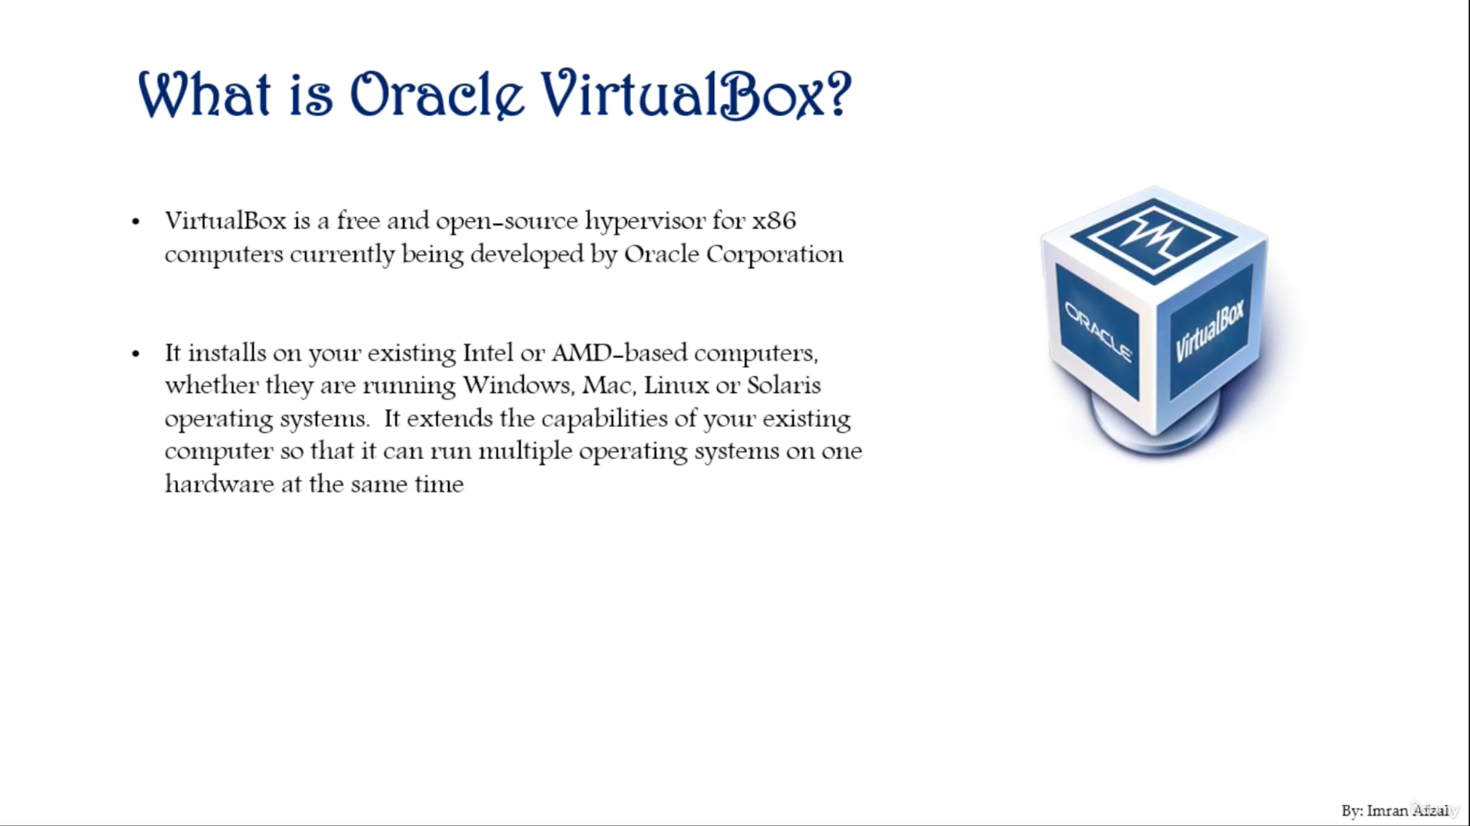 What is Oracle VirtualBox?
• VirtualBox is a free and open-source hypervisor for x86
computers currently being developed by Oracle Corporation
• It installs on your existing Intel or AMD-based computers,
whether they are running Windows, Mac, Linux or Solaris
operating systems.  It extends the capabilities of your existing
computer so that it can run multiple operating systems on one
hardware at the same time
ORACLE
VirtualBox
By: Imran Afzal